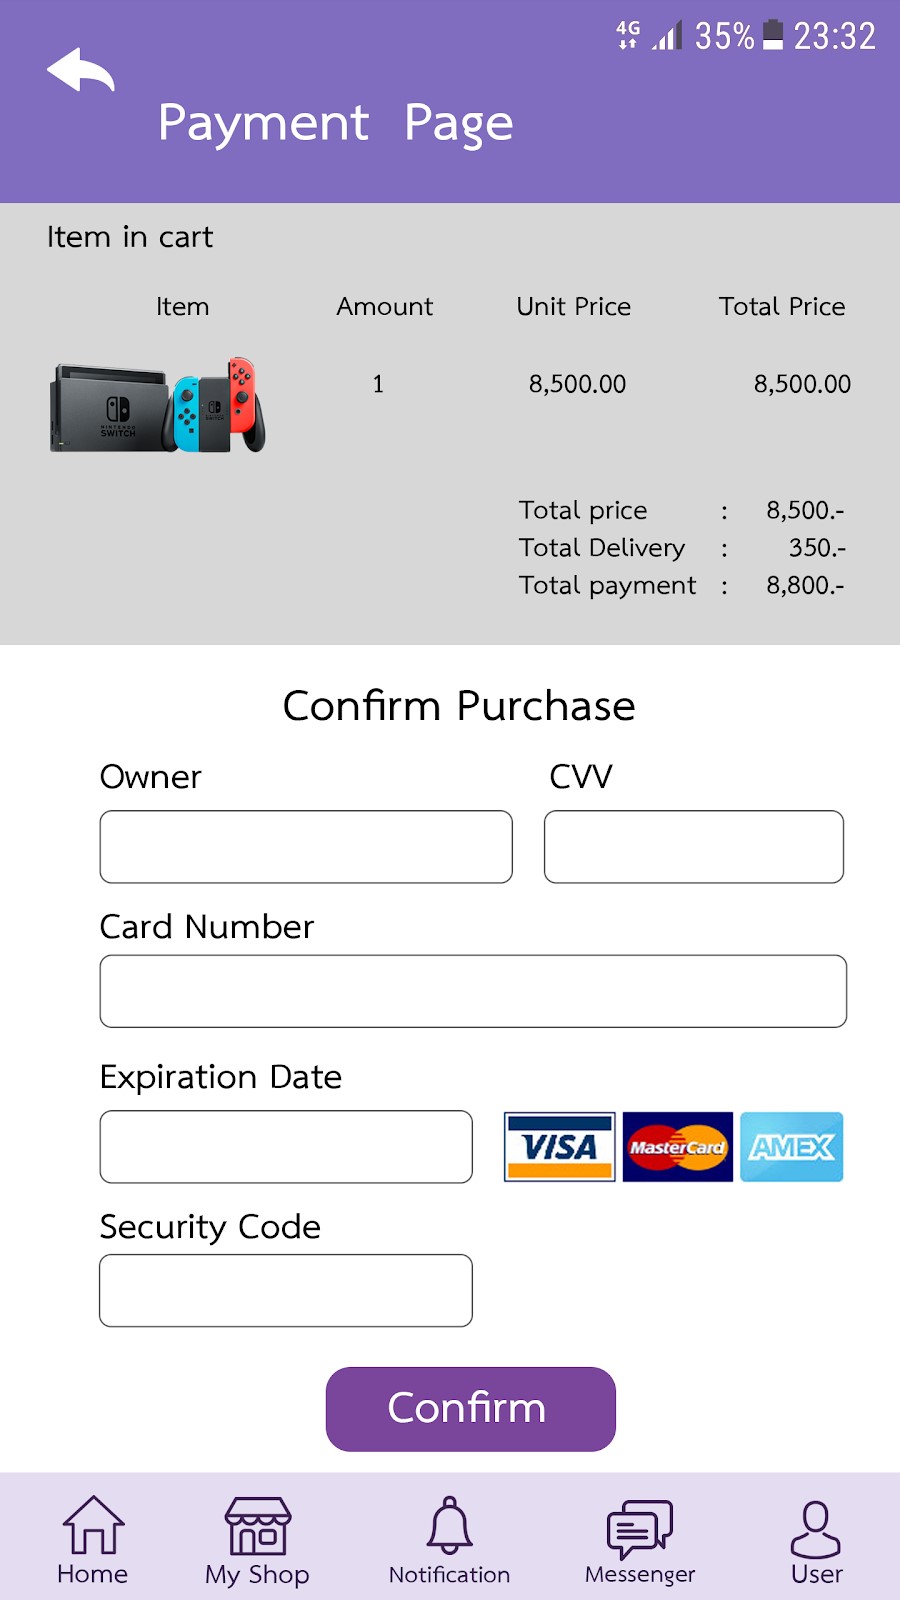 4G 35% 23:32
Payment Page
Item in cart
Item Amount Unit Price Total Price
NINTENDO
SWITCH
1 8,500.00 8,500.00
Total price : 8,500.-
Total Delivery : 350.-
Total payment : 8,800.-
Confirm Purchase
Owner CVV
Card Number
Expiration Date
VISA MasterCard AMEX
Security Code
Confirm
Home My Shop Notification Messenger User